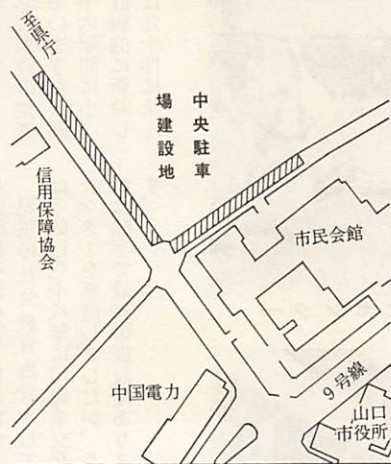 至県庁
中央駐車
場建設地
信用保障協会
市民会館
中国電力
9号線
山口
市役所